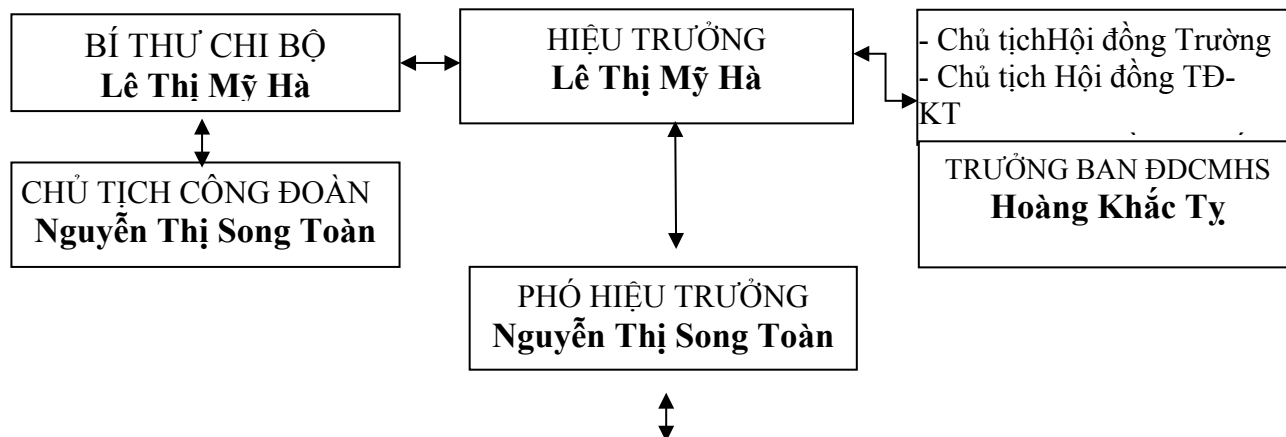 BÍ THƯ CHI BỘ
Lê Thị Mỹ Hà
HIỆU TRƯỞNG
Lê Thị Mỹ Hà
- Chủ tịchHội đồng Trường
- Chủ tịch Hội đồng TĐ-
KT
CHỦ TỊCH CÔNG ĐOÀN
Nguyễn Thị Song Toàn
TRƯỞNG BAN ĐDCMHS
Hoàng Khắc Tỵ
PHÓ HIỆU TRƯỞNG
Nguyễn Thị Song Toàn